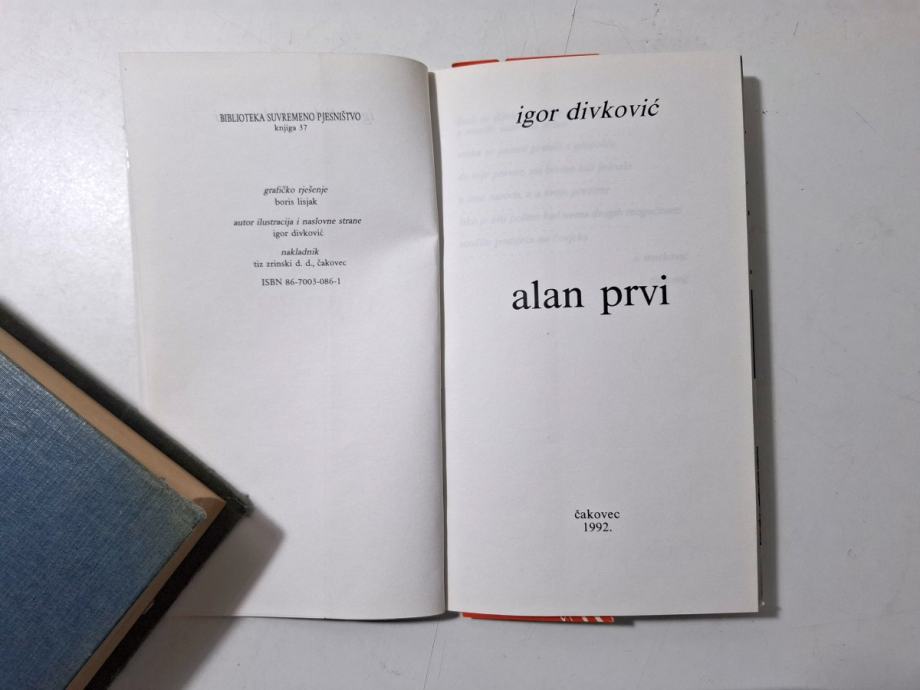 BIBLIOTEKA SUVREMENO PJESNIŠTVO
knjiga 37
grafičko rješenje
boris lisjak
autor ilustracija i naslovne strane
igor divković
nakladnik
tiz zrinski d. d., čakovec
ISBN 86-7003-086-1
igor divković
alan prvi
čakovec
1992.